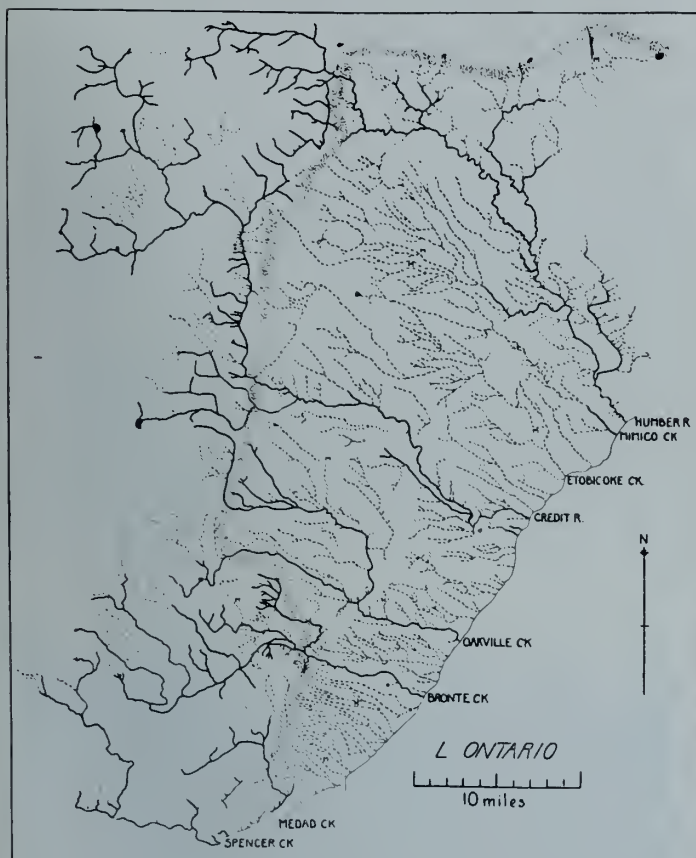 HUMBER R
MIMICO CK
ETOBICOKE CK
CREDIT R.
N
OAKVILLE CK
BRONTE CK
L ONTARIO
10 miles
MEDAD CK
SPENCER CK